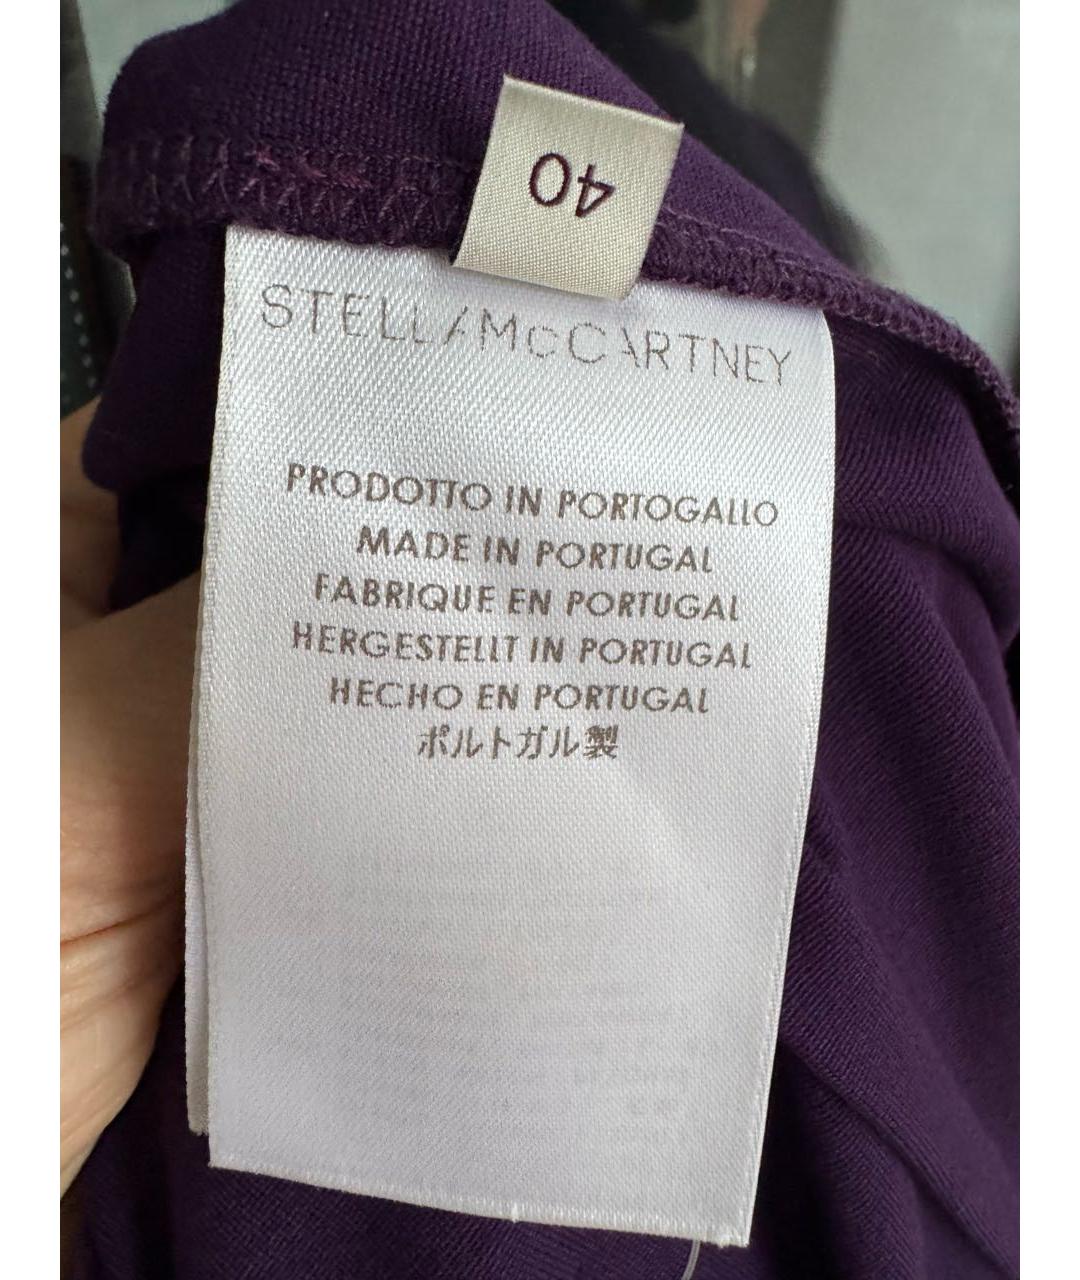 40
STELLA McCARTNEY
PRODOTTO IN PORTOGALLO
MADE IN PORTUGAL
FABRIQUE EN PORTUGAL
HERGESTELLT IN PORTUGAL
HECHO EN PORTUGAL
ポルトガル製